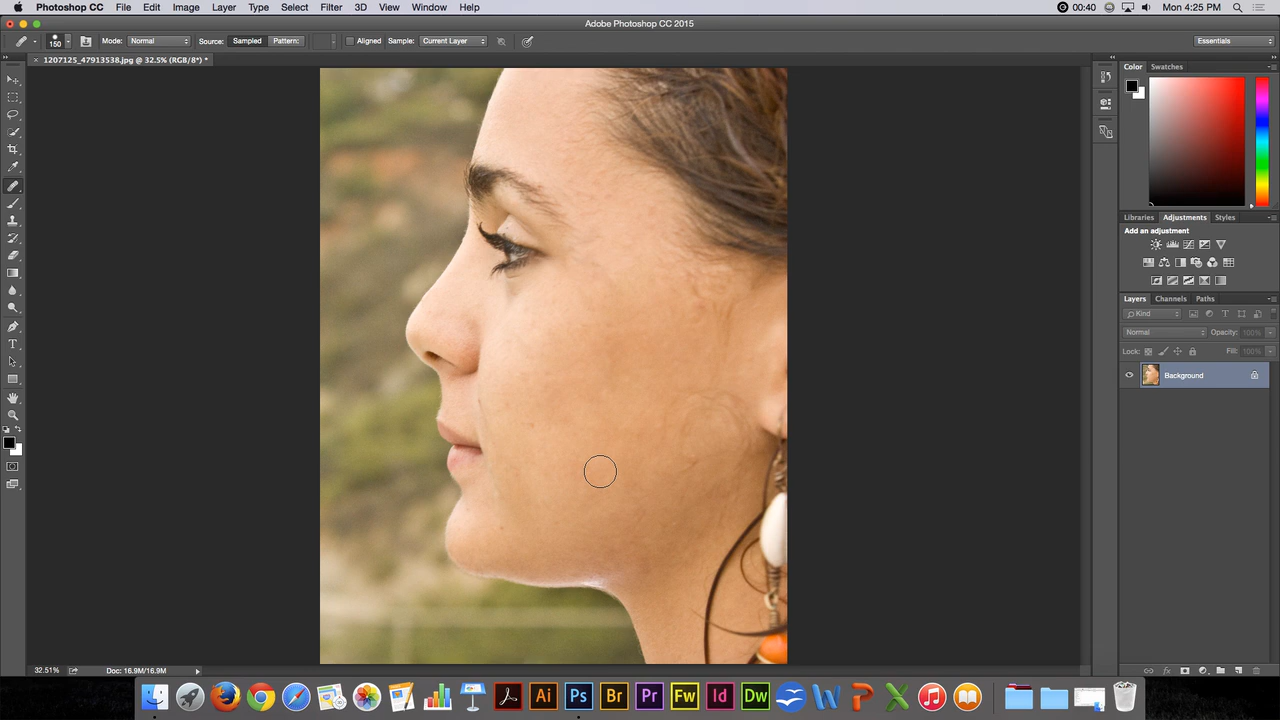 Photoshop CC File Edit Image Layer Type Select Filter 3D View Window Help 00:40 Mon 4:25 PM
Adobe Photoshop CC 2015
150 Mode: Normal Source: Sampled Pattern: Aligned Sample: Current Layer Essentials
1207125_47913538.jpg @ 32.5% (RGB/8*) *
Color Swatches
Libraries Adjustments Styles
Add an adjustment
Layers Channels Paths
Kind
Normal Opacity: 100%
Lock: Fill: 100%
Background
T
32.51% Doc: 16.9M/16.9M
Ai Ps Br Pr Fw Id Dw W P X